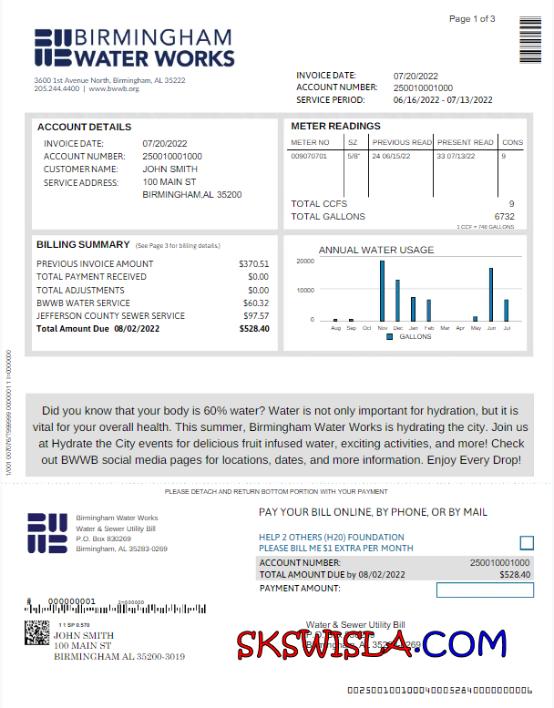 Page 1 of 3
BIRMINGHAM
WATER WORKS
3600 1st Avenue North, Birmingham, AL 35222
205.244.4400 | www.bwwb.org
INVOICE DATE: 07/20/2022
ACCOUNT NUMBER: 250010001000
SERVICE PERIOD: 06/16/2022 - 07/13/2022
ACCOUNT DETAILS
INVOICE DATE: 07/20/2022
ACCOUNT NUMBER: 250010001000
CUSTOMER NAME: JOHN SMITH
SERVICE ADDRESS: 100 MAIN ST
BIRMINGHAM,AL 35200
METER READINGS
METER NO SZ PREVIOUS READ PRESENT READ CONS
009070701 5/8" 24 06/15/22 33 07/13/22 9
TOTAL CCFS 9
TOTAL GALLONS 6732
1 CCF = 748 GALLONS
BILLING SUMMARY (See Page 3 for billing details.)
PREVIOUS INVOICE AMOUNT $370.51
TOTAL PAYMENT RECEIVED $0.00
TOTAL ADJUSTMENTS $0.00
BWWB WATER SERVICE $60.32
JEFFERSON COUNTY SEWER SERVICE $97.57
Total Amount Due 08/02/2022 $528.40
ANNUAL WATER USAGE
20000
10000
0
Aug Sep Oct Nov Dec Jan Feb Mar Apr May Jun Jul
GALLONS
Did you know that your body is 60% water? Water is not only important for hydration, but it is
vital for your overall health. This summer, Birmingham Water Works is hydrating the city. Join us
at Hydrate the City events for delicious fruit infused water, exciting activities, and more! Check
out BWWB social media pages for locations, dates, and more information. Enjoy Every Drop!
PLEASE DETACH AND RETURN BOTTOM PORTION WITH YOUR PAYMENT
Birmingham Water Works
Water & Sewer Utility Bill
P.O. Box 830269
Birmingham, AL 35283-0269
PAY YOUR BILL ONLINE, BY PHONE, OR BY MAIL
HELP 2 OTHERS (H20) FOUNDATION
PLEASE BILL ME $1 EXTRA PER MONTH
ACCOUNT NUMBER: 250010001000
TOTAL AMOUNT DUE by 08/02/2022 $528.40
PAYMENT AMOUNT:
# 000000001
1 1 SP 0.570
JOHN SMITH
100 MAIN ST
BIRMINGHAM AL 35200-3019
Water & Sewer Utility Bill
SKSWISLA.COM